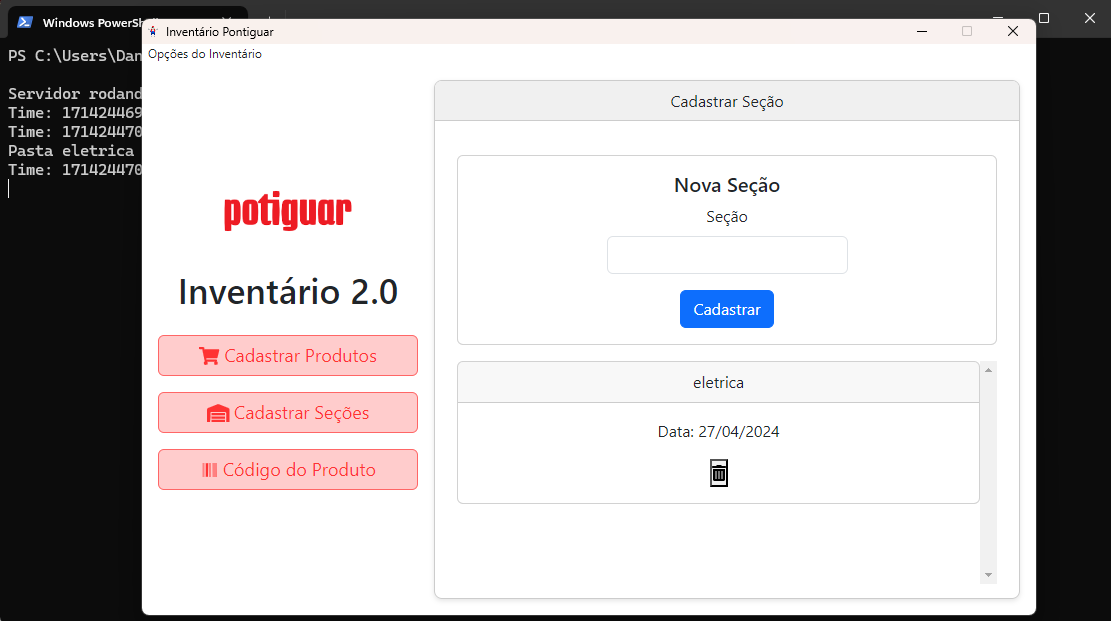 Windows PowerSh
PS C:\Users\Dan
Servidor rodand
Time: 171424469
Time: 171424470
Pasta eletrica
Time: 171424470
Inventário Pontiguar
Opções do Inventário
potiguar
Inventário 2.0
Cadastrar Produtos
Cadastrar Seções
Código do Produto
Cadastrar Seção
Nova Seção
Seção
Cadastrar
eletrica
Data: 27/04/2024